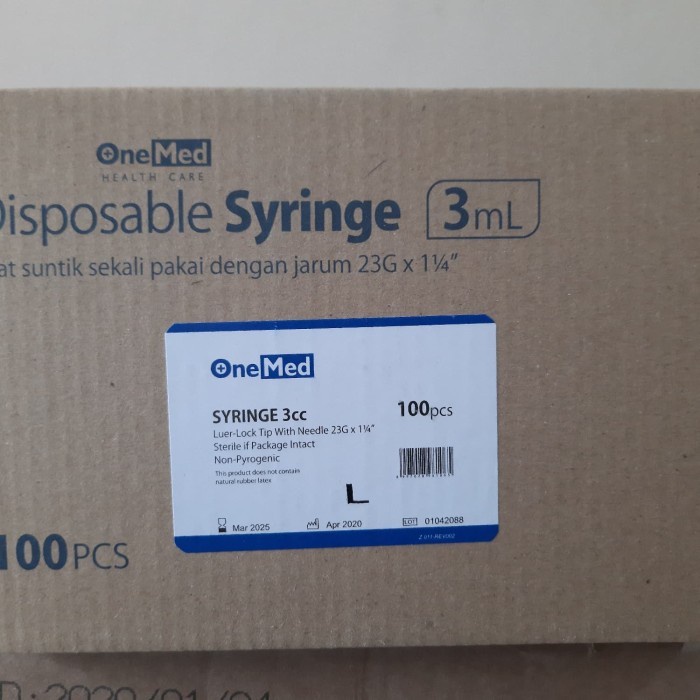 OneMed
HEALTH CARE
Disposable Syringe 3mL
at suntik sekali pakai dengan jarum 23G x 1¼"
OneMed
SYRINGE 3cc 100pcs
Luer-Lock Tip With Needle 23G x 1¼"
Sterile if Package Intact
Non-Pyrogenic
This product does not contain
natural rubber latex
L
Mar 2025 Apr 2020 LOT 01042088
Z 011-REV002
100PCS